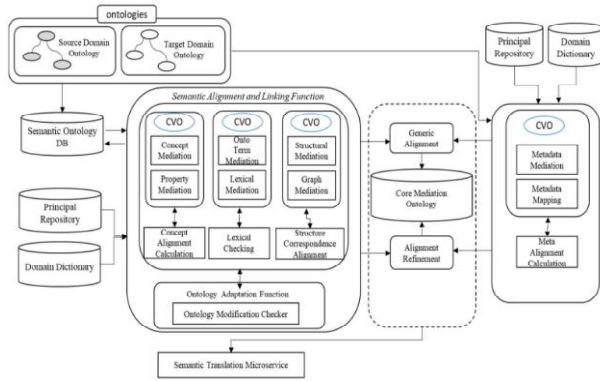 ontologies
Source Domain
Ontology
Target Domain
Ontology
Principal
Repository
Domain
Dictionary
Semantic Ontology
DB
Principal
Repository
Domain Dictionary
Semantic Alignment and Linking Function
CVO
Concept
Mediation
Property
Mediation
Concept
Alignment
Calculation
CVO
Onto
Term
Mediation
Lexical
Mediation
Lexical
Checking
CVO
Structural
Mediation
Graph
Mediation
Structure
Correspondence
Alignment
Ontology Adaptation Function
Ontology Modification Checker
Generic
Alignment
Core Mediation
Ontology
Alignment
Refinement
CVO
Metadata
Mediation
Metadata
Mapping
Meta
Alignment
Calculation
Semantic Translation Microservice